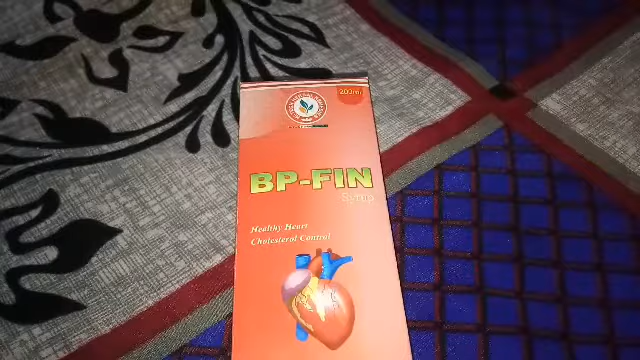 200ml
BP-FIN
Syrup
Healthy Heart
Cholesterol Control